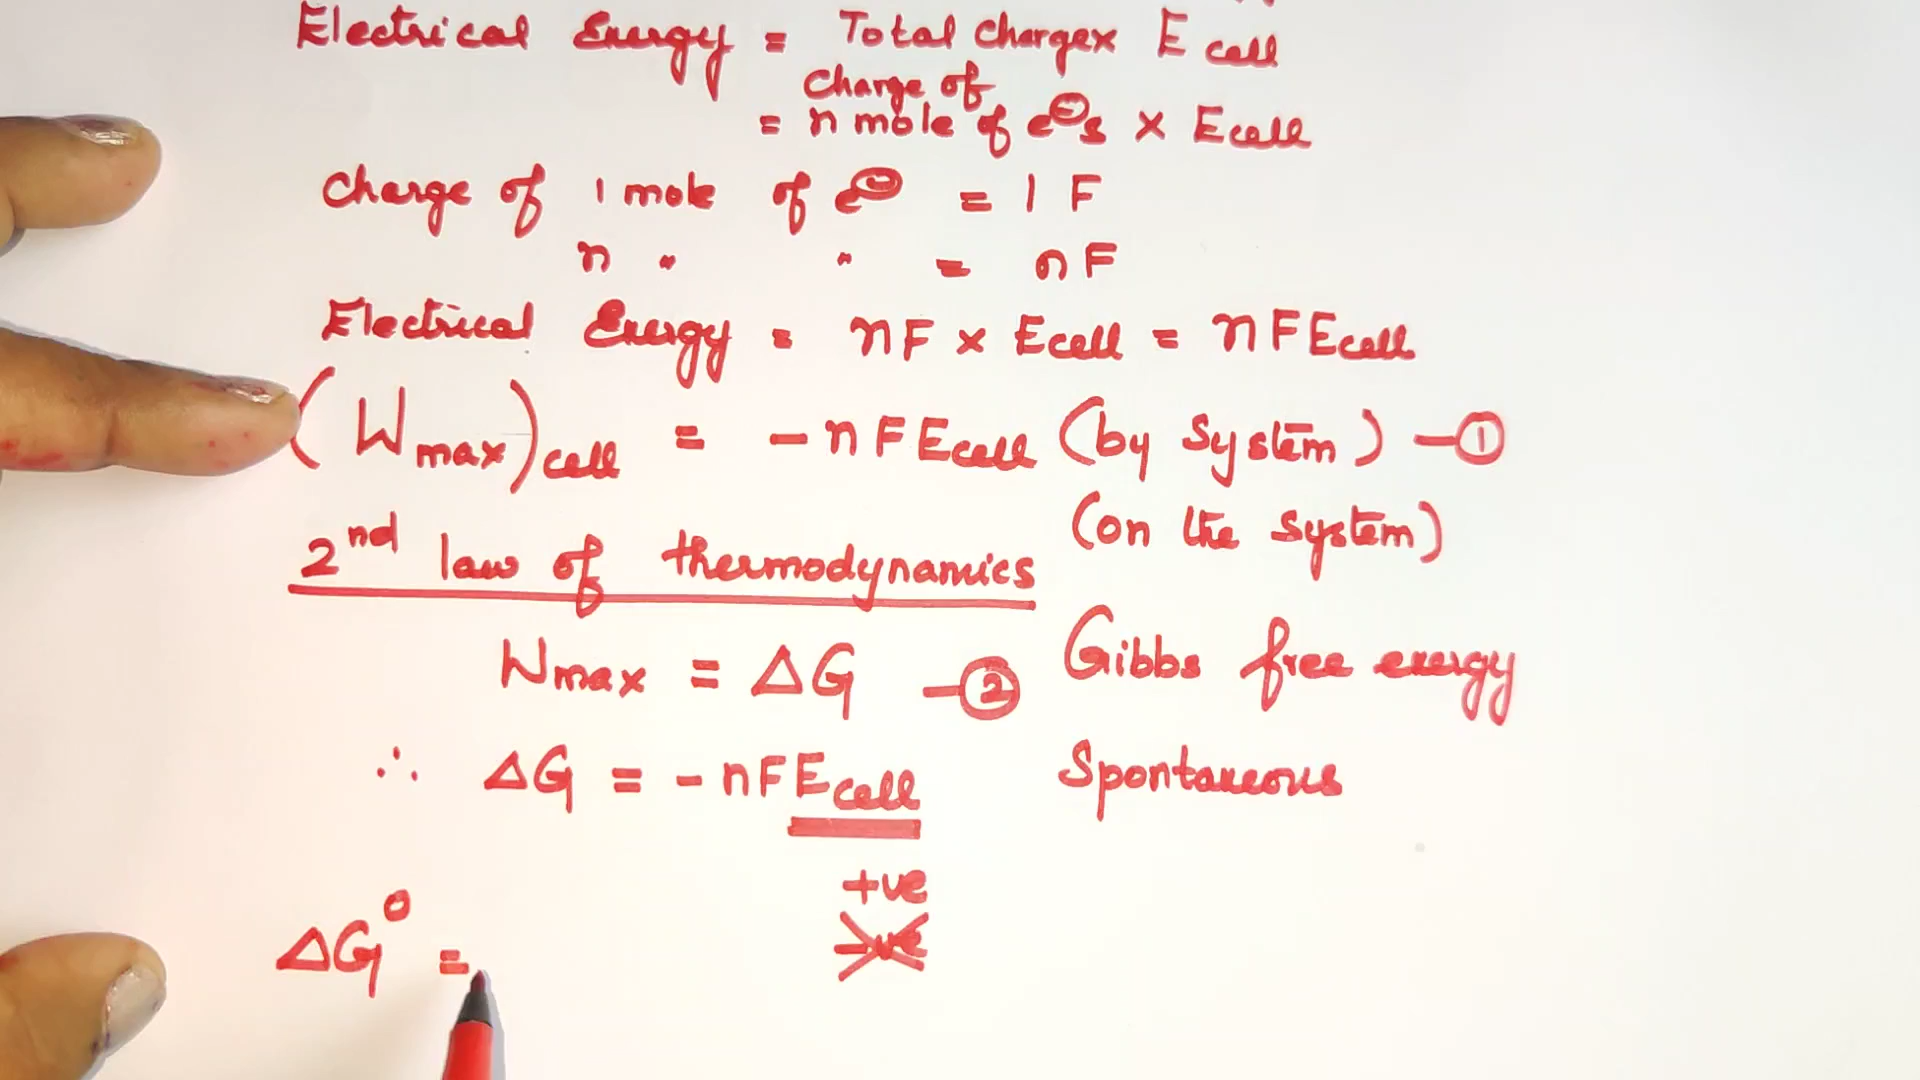 Electrical Energy = Total charge x E cell
charge of
= n mole of e⊖s x Ecell
Charge of 1 mole of e⊖ = 1 F
n " " = nF
Electrical Energy = nF x Ecell = nFEcell
(Wmax)cell = - nFEcell (by system) -①
(on the system)
2nd law of thermodynamics
Wmax = ΔG -② Gibbs free energy
∴ ΔG = - nFEcell Spontaneous
+ve
-ve
ΔG° =